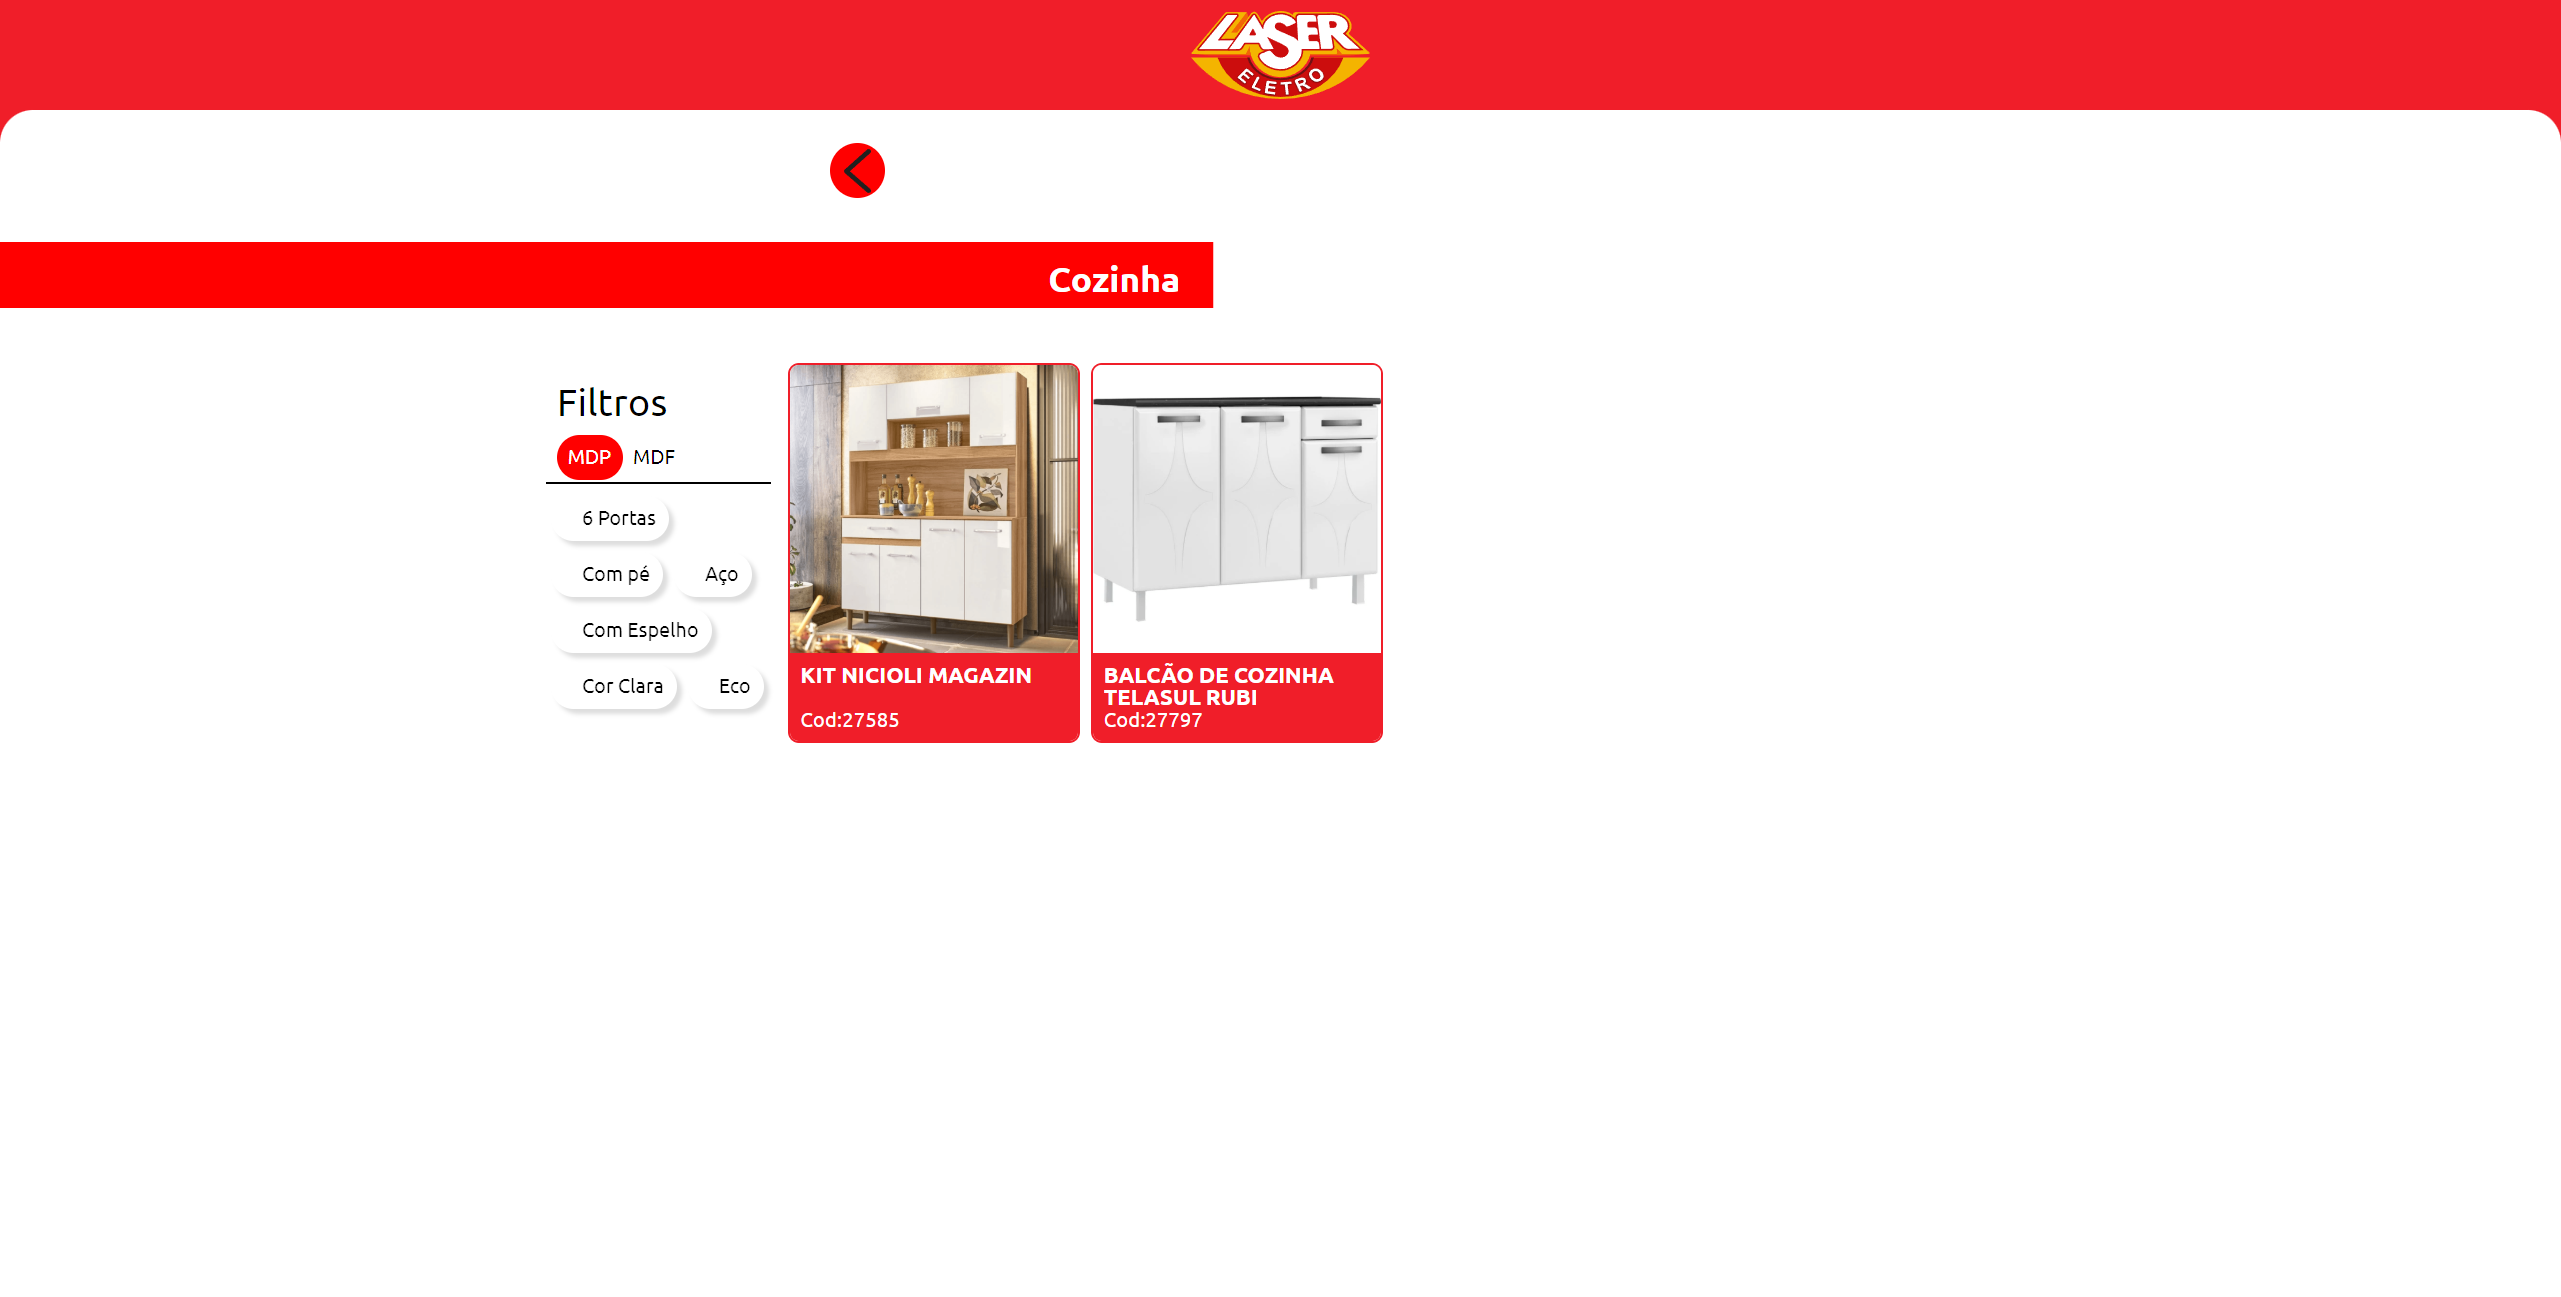 LASER
ELETRO
Cozinha
Filtros
MDP MDF
6 Portas
Com pé Aço
Com Espelho
Cor Clara Eco
KIT NICIOLI MAGAZIN
Cod:27585
BALCÃO DE COZINHA
TELASUL RUBI
Cod:27797